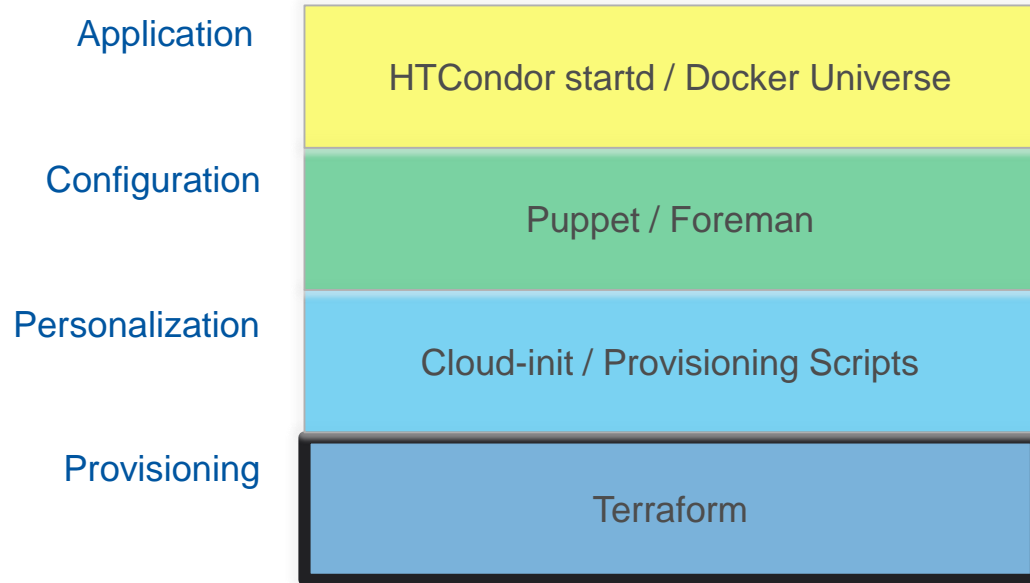 Application
HTCondor startd / Docker Universe
Configuration
Puppet / Foreman
Personalization
Cloud-init / Provisioning Scripts
Provisioning
Terraform